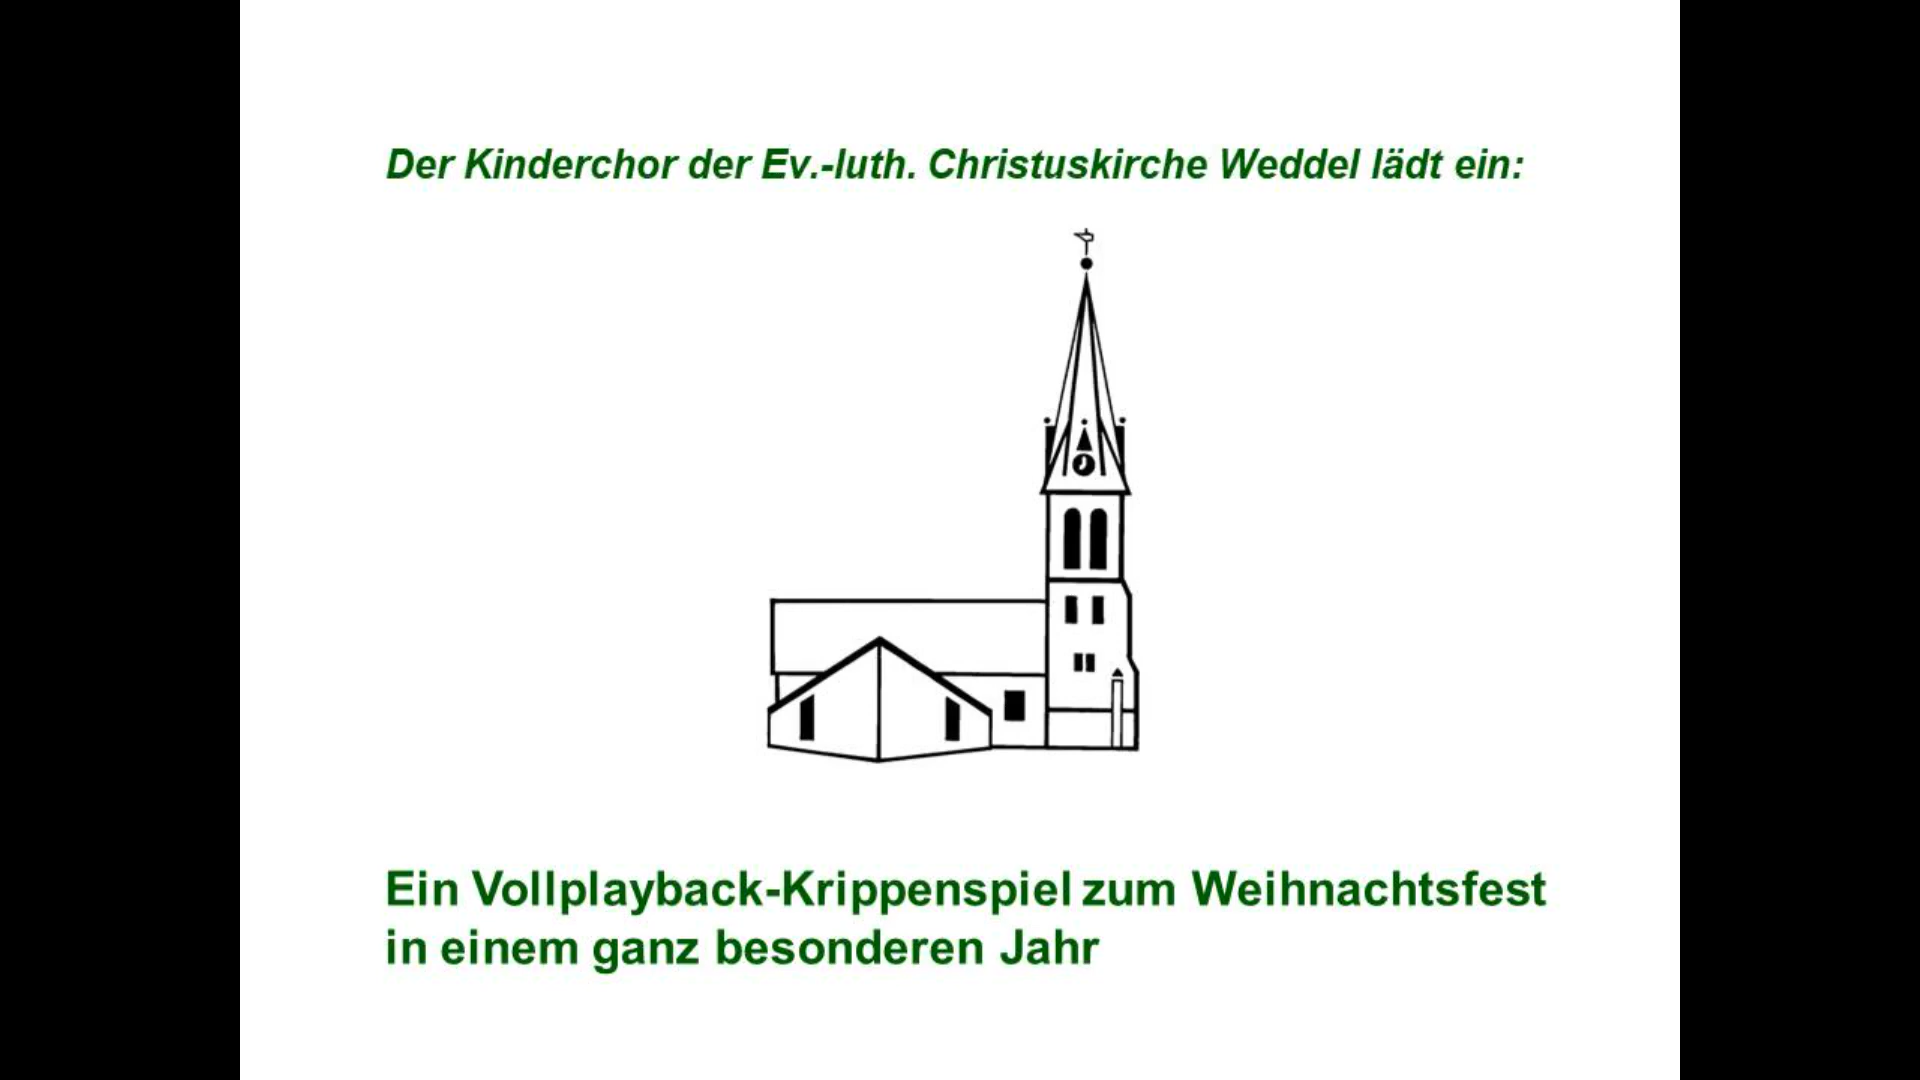 Der Kinderchor der Ev.-luth. Christuskirche Weddel lädt ein:
Ein Vollplayback-Krippenspiel zum Weihnachtsfest
in einem ganz besonderen Jahr